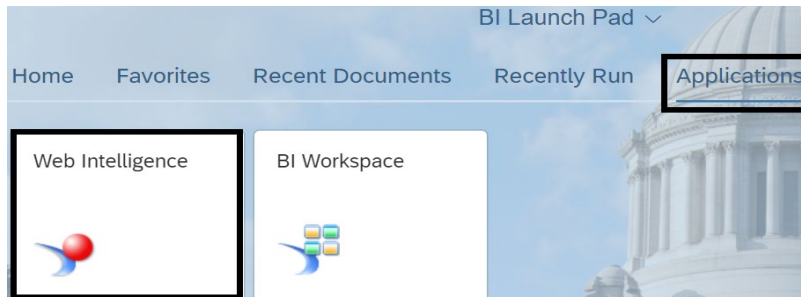 BI Launch Pad
Home Favorites Recent Documents Recently Run Applications
Web Intelligence BI Workspace